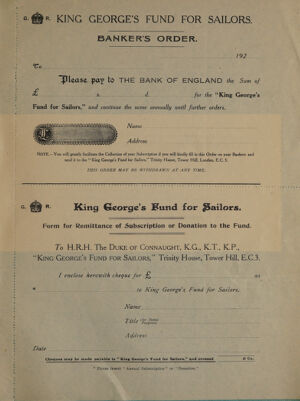 G. R. KING GEORGE'S FUND FOR SAILORS.
BANKER'S ORDER.
192
To
Please pay to THE BANK OF ENGLAND the Sum of
£ s. d. for the "King George's
Fund for Sailors," and continue the same annually until further orders.
Name
Address
NOTE.—You will greatly facilitate the Collection of your Subscription if you will kindly fill in the Order on your Bankers and
send it to the "King George's Fund for Sailors," Trinity House, Tower Hill, London, E.C. 3.
THIS ORDER MAY BE WITHDRAWN AT ANY TIME.
G. R. King George's Fund for Sailors.
Form for Remittance of Subscription or Donation to the Fund.
To H.R.H. THE DUKE OF CONNAUGHT, K.G., K.T., K.P.,
"KING GEORGE'S FUND FOR SAILORS," Trinity House, Tower Hill, E.C.3.
I enclose herewith cheque for £ as
* to King George's Fund for Sailors.
Name
Title
Address
Date
Cheques may be made payable to "King George's Fund for Sailors," and crossed & Co.
* Please insert "Annual Subscription" or "Donation."